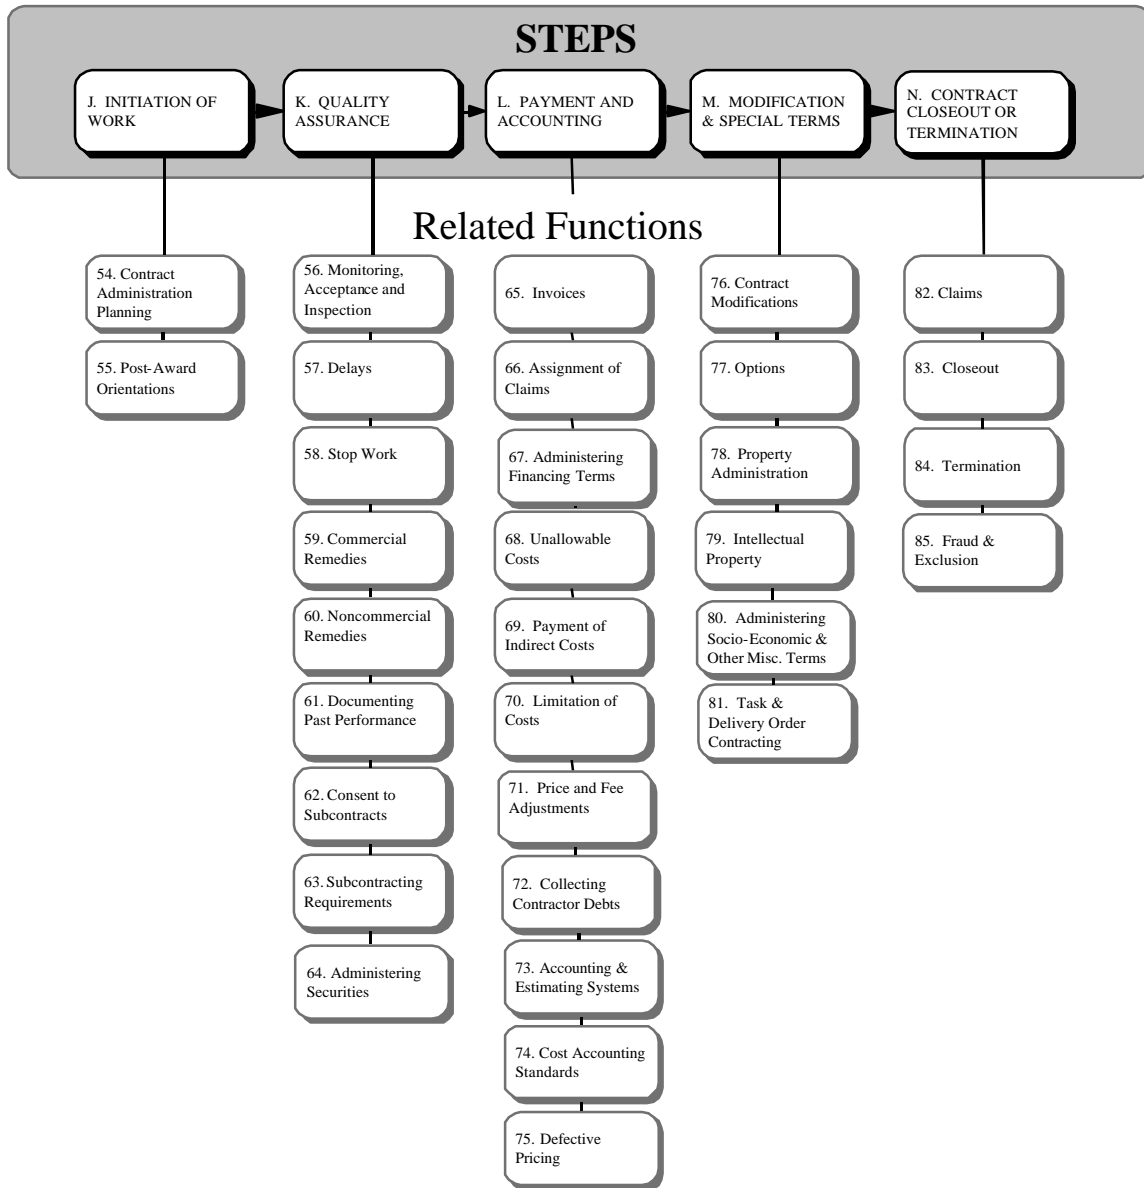 STEPS
J. INITIATION OF
WORK
K. QUALITY
ASSURANCE
L. PAYMENT AND
ACCOUNTING
M. MODIFICATION
& SPECIAL TERMS
N. CONTRACT
CLOSEOUT OR
TERMINATION
Related Functions
54. Contract
Administration
Planning
55. Post-Award
Orientations
56. Monitoring,
Acceptance and
Inspection
57. Delays
58. Stop Work
59. Commercial
Remedies
60. Noncommercial
Remedies
61. Documenting
Past Performance
62. Consent to
Subcontracts
63. Subcontracting
Requirements
64. Administering
Securities
65. Invoices
66. Assignment of
Claims
67. Administering
Financing Terms
68. Unallowable
Costs
69. Payment of
Indirect Costs
70. Limitation of
Costs
71. Price and Fee
Adjustments
72. Collecting
Contractor Debts
73. Accounting &
Estimating Systems
74. Cost Accounting
Standards
75. Defective
Pricing
76. Contract
Modifications
77. Options
78. Property
Administration
79. Intellectual
Property
80. Administering
Socio-Economic &
Other Misc. Terms
81. Task &
Delivery Order
Contracting
82. Claims
83. Closeout
84. Termination
85. Fraud &
Exclusion